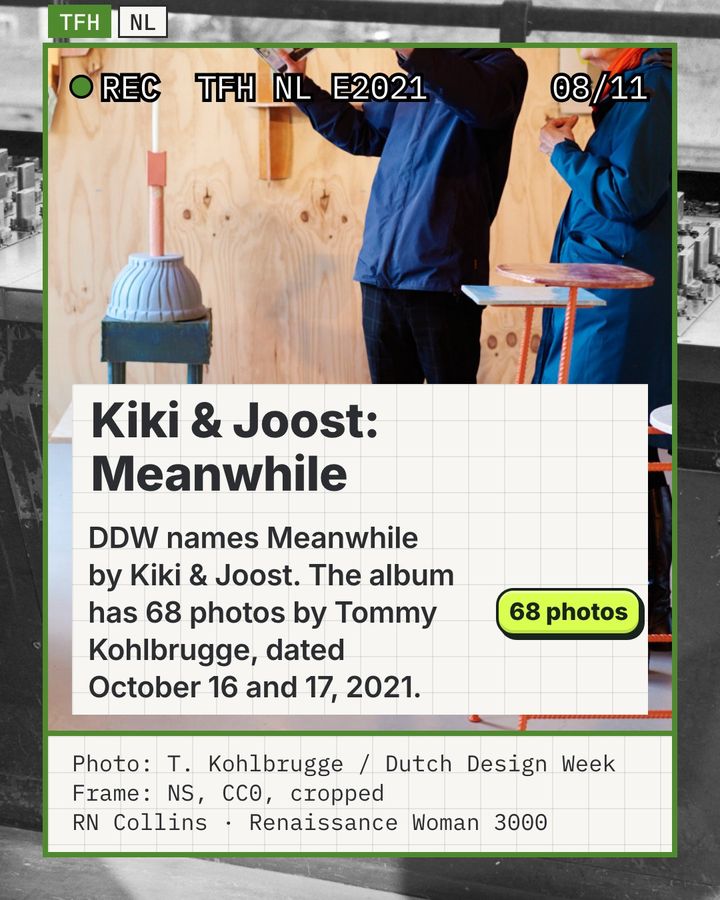 TFH NL
REC TFH NL E2021 08/11
Kiki & Joost:
Meanwhile
DDW names Meanwhile
by Kiki & Joost. The album
has 68 photos by Tommy
Kohlbrugge, dated
October 16 and 17, 2021.
68 photos
Photo: T. Kohlbrugge / Dutch Design Week
Frame: NS, CC0, cropped
RN Collins · Renaissance Woman 3000